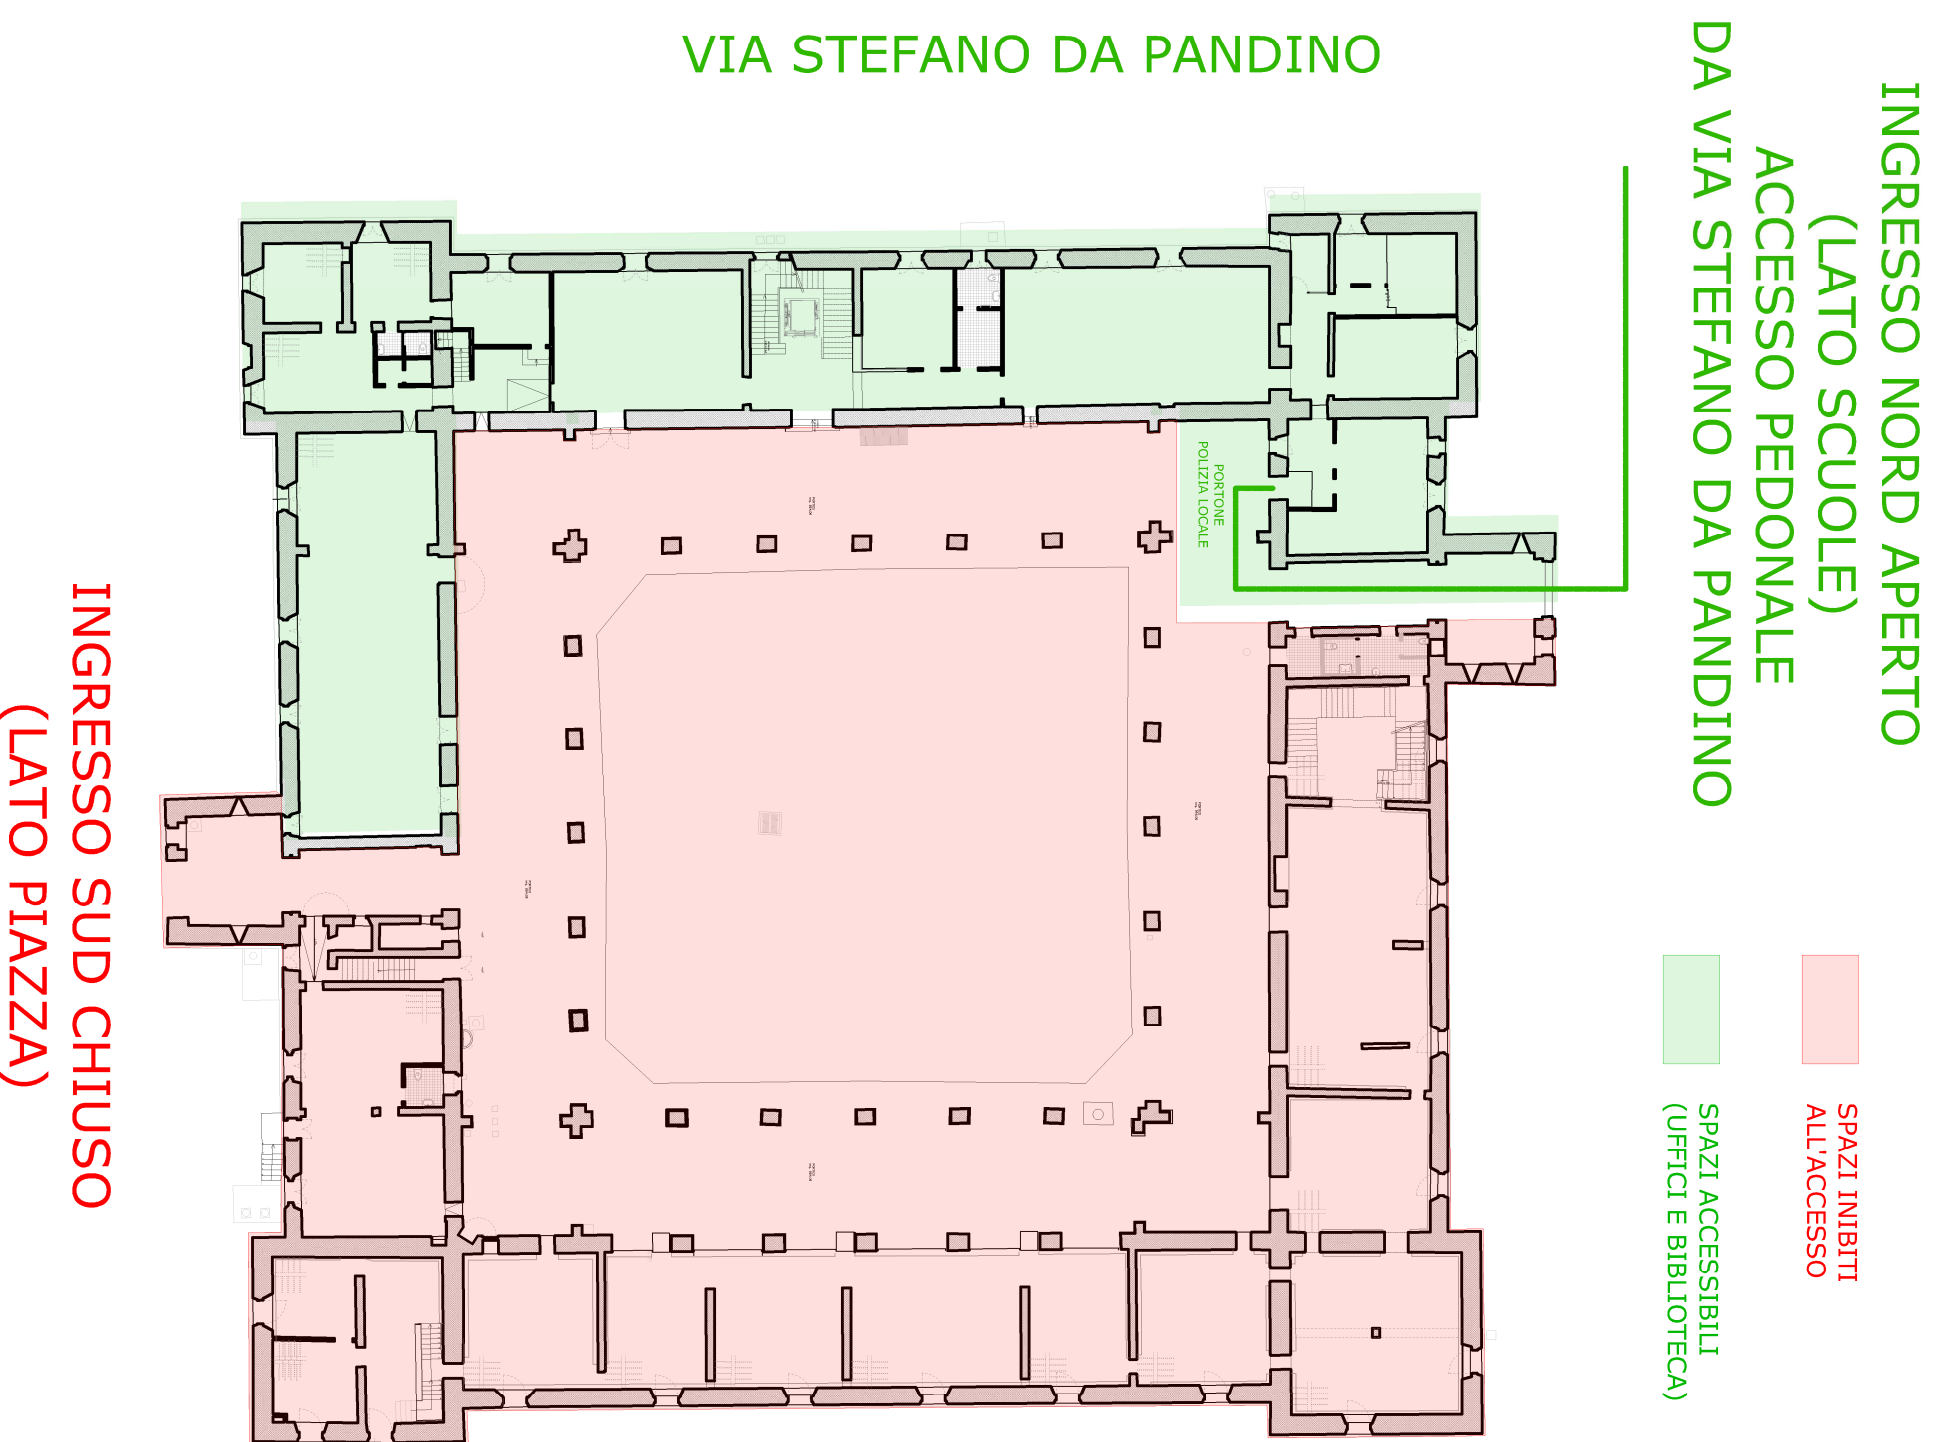 VIA STEFANO DA PANDINO
INGRESSO NORD APERTO
(LATO SCUOLE)
ACCESSO PEDONALE
DA VIA STEFANO DA PANDINO
PORTONE
POLIZIA LOCALE
INGRESSO SUD CHIUSO
(LATO PIAZZA)
SPAZI INIBITI
ALL'ACCESSO
SPAZI ACCESSIBILI
(UFFICI E BIBLIOTECA)